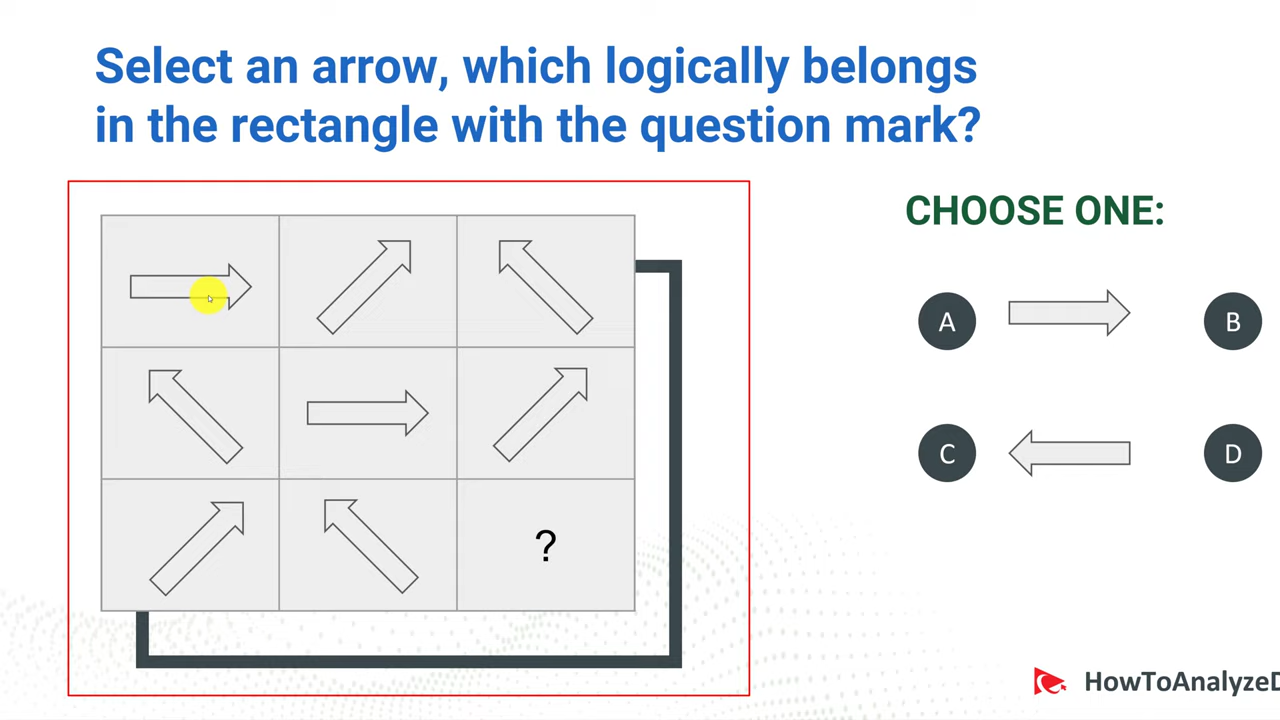 Select an arrow, which logically belongs
in the rectangle with the question mark?
CHOOSE ONE:
A
B
?
C
D
HowToAnalyzeD